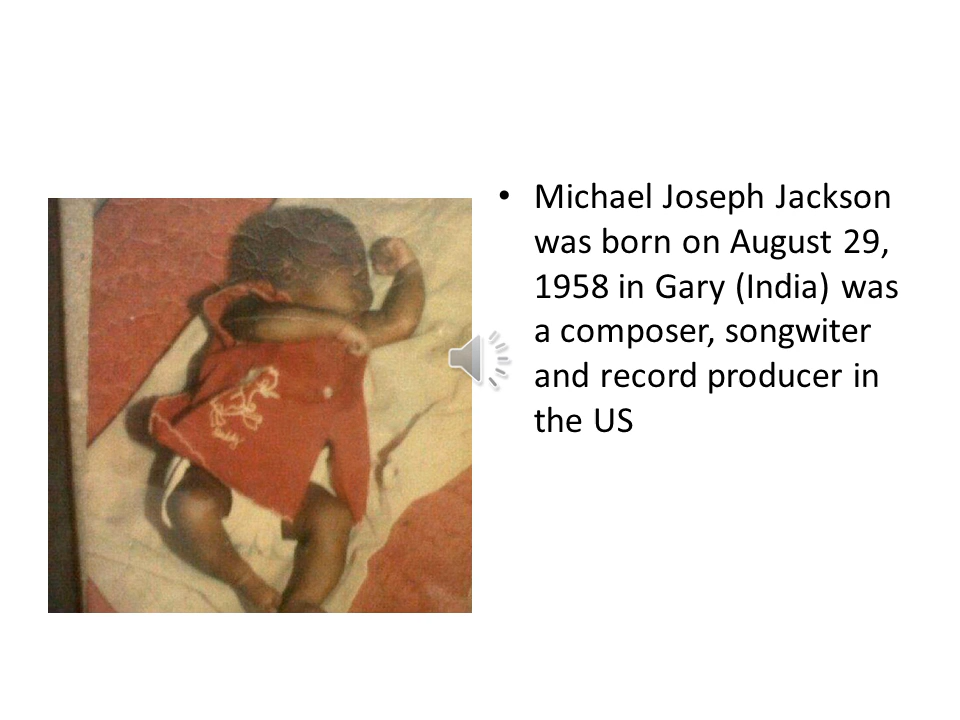 • Michael Joseph Jackson
was born on August 29,
1958 in Gary (India) was
a composer, songwiter
and record producer in
the US